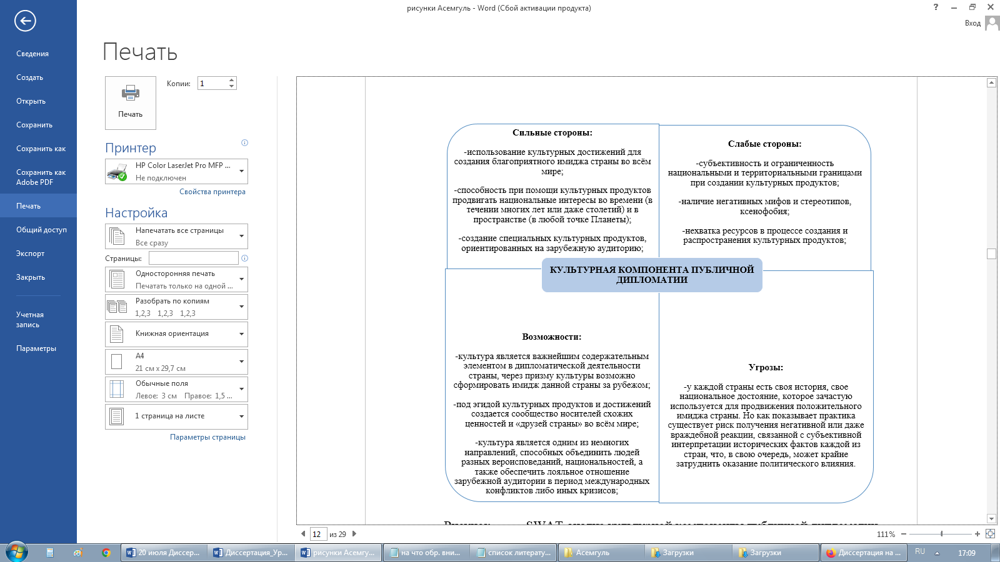 рисунки Асемгуль - Word (Сбой активации продукта)
?
Вход
Сведения
Создать
Открыть
Сохранить
Сохранить как
Сохранить как
Adobe PDF
Печать
Общий доступ
Экспорт
Закрыть
Учетная
запись
Параметры
Печать
Печать
Копии: 1
Принтер
HP Color LaserJet Pro MFP ...
Не подключен
Свойства принтера
Настройка
Напечатать все страницы
Все сразу
Страницы:
Односторонняя печать
Печатать только на одной ...
Разобрать по копиям
1,2,3 1,2,3 1,2,3
Книжная ориентация
A4
21 см x 29,7 см
Обычные поля
Левое: 3 см Правое: 1,5 ...
1 страница на листе
Параметры страницы
Сильные стороны:
-использование культурных достижений для
создания благоприятного имиджа страны во всём
мире;
-способность при помощи культурных продуктов
продвигать национальные интересы во времени (в
течении многих лет или даже столетий) и в
пространстве (в любой точке Планеты);
-создание специальных культурных продуктов,
ориентированных на зарубежную аудиторию;
Слабые стороны:
-субъективность и ограниченность
национальными и территориальными границами
при создании культурных продуктов;
-наличие негативных мифов и стереотипов,
ксенофобия;
-нехватка ресурсов в процессе создания и
распространения культурных продуктов;
КУЛЬТУРНАЯ КОМПОНЕНТА ПУБЛИЧНОЙ
ДИПЛОМАТИИ
Возможности:
-культура является важнейшим содержательным
элементом в дипломатической деятельности
страны, через призму культуры возможно
сформировать имидж данной страны за рубежом;
-под эгидой культурных продуктов и достижений
создается сообщество носителей схожих
ценностей и «друзей страны» во всём мире;
-культура является одним из немногих
направлений, способных объединить людей
разных вероисповеданий, национальностей, а
также обеспечить лояльное отношение
зарубежной аудитории в период международных
конфликтов либо иных кризисов;
Угрозы:
-у каждой страны есть своя история, свое
национальное достояние, которое зачастую
используется для продвижения положительного
имиджа страны. Но как показывает практика
существует риск получения негативной или даже
враждебной реакции, связанной с субъективной
интерпретации исторических фактов каждой из
стран, что, в свою очередь, может крайне
затруднить оказание политического влияния.
12 из 29
111%
20 июля Диссер...
Диссертация_Ур...
рисунки Асемгу...
на что обр. вни...
список литерату...
Асемгуль
Загрузки
Загрузки
Диссертация на ...
RU
17:09